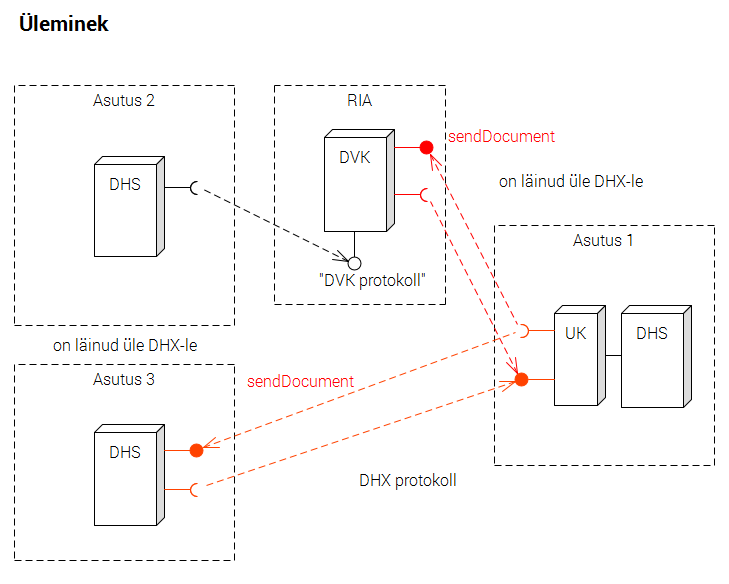 Üleminek
Asutus 2
RIA
DHS
DVK
sendDocument
on läinud üle DHX-le
Asutus 1
"DVK protokoll"
UK
DHS
on läinud üle DHX-le
Asutus 3
sendDocument
DHS
DHX protokoll